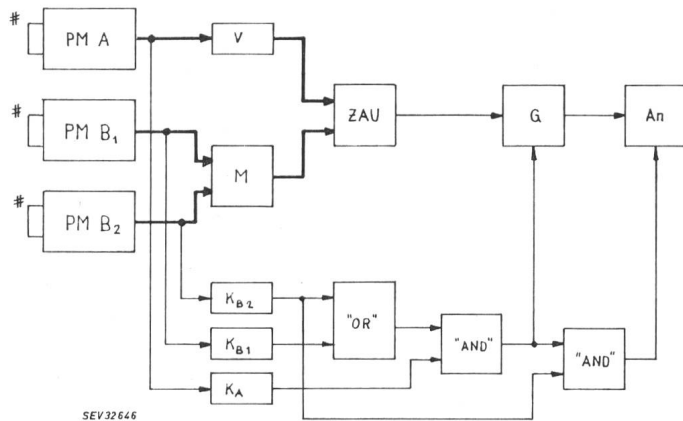 #
PM A
V
ZAU
G
An
#
PM B₁
M
#
PM B₂
K_B2
"OR"
K_B1
"AND"
"AND"
K_A
SEV32646